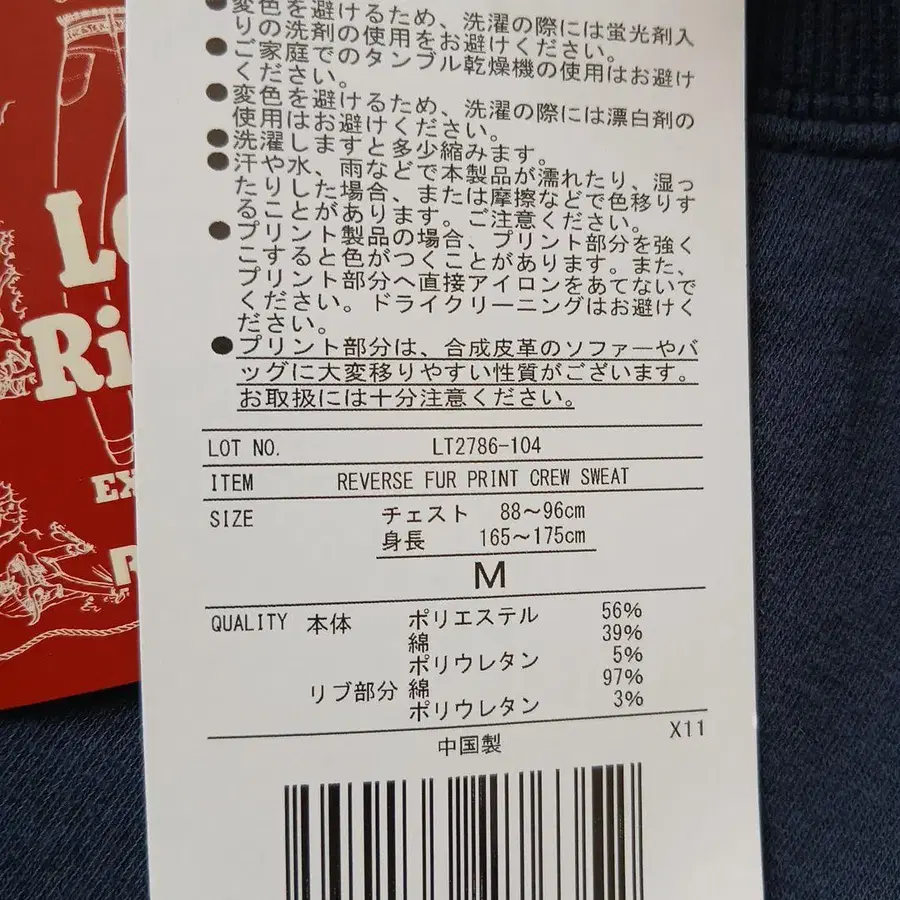 ●変色を避けるため、洗濯の際には蛍光剤入
りの洗剤の使用をお避けください。
●ご家庭でのタンブル乾燥機の使用はお避け
ください。
●変色を避けるため、洗濯の際には漂白剤の
使用はお避けください。
●洗濯しますと多少縮みます。
●汗や水、雨などで本製品が濡れたり、湿っ
たりした場合、または摩擦などで色移りす
ることがあります。ご注意ください。
●プリント製品の場合、プリント部分を強く
こすると色がつくことがあります。また、
プリント部分へ直接アイロンをあてないで
ください。ドライクリーニングはお避けく
ださい。
●プリント部分は、合成皮革のソファーやバ
ッグに大変移りやすい性質がございます。
お取扱には十分注意ください。
LOT NO. LT2786-104
ITEM REVERSE FUR PRINT CREW SWEAT
SIZE チェスト 88～96cm
身長 165～175cm
M
QUALITY 本体 ポリエステル 56%
綿 39%
ポリウレタン 5%
リブ部分 綿 97%
ポリウレタン 3%
X11
中国製